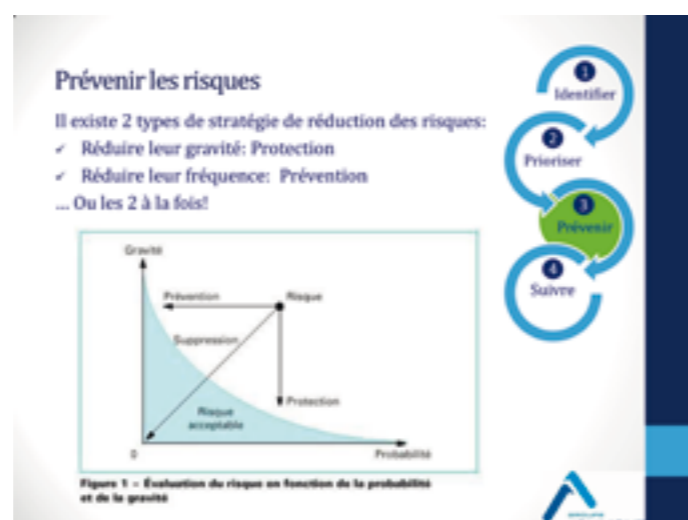 Prévenir les risques
Il existe 2 types de stratégie de réduction des risques:
✓ Réduire leur gravité: Protection
✓ Réduire leur fréquence: Prévention
... Ou les 2 à la fois!
Gravité
Prévention
Risque
Suppression
Risque
acceptable
Protection
0
Probabilité
Figure 1 – Évaluation du risque en fonction de la probabilité
et de la gravité
1
Identifier
2
Prioriser
3
Prévenir
4
Suivre